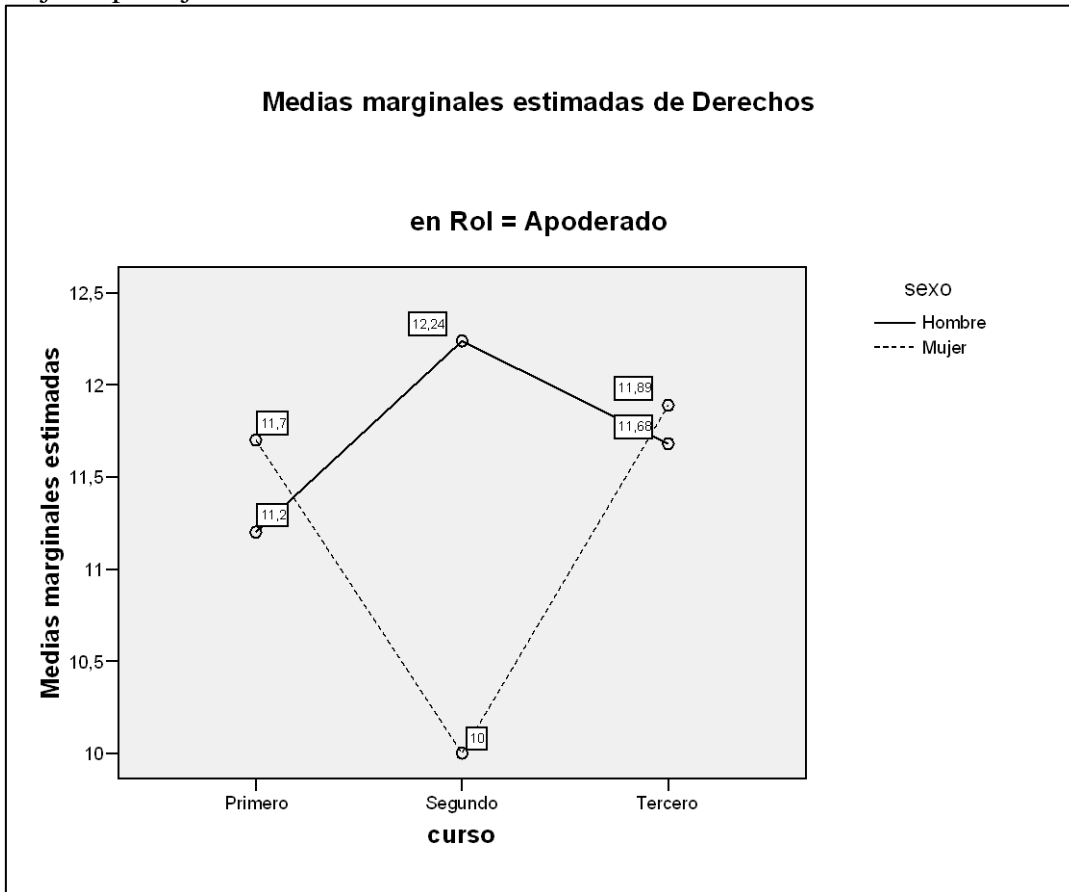 Medias marginales estimadas de Derechos
en Rol = Apoderado
Medias marginales estimadas
12,5
12
11,5
11
10,5
10
11,7
11,2
12,24
10
11,89
11,68
Primero
Segundo
Tercero
curso
sexo
Hombre
Mujer